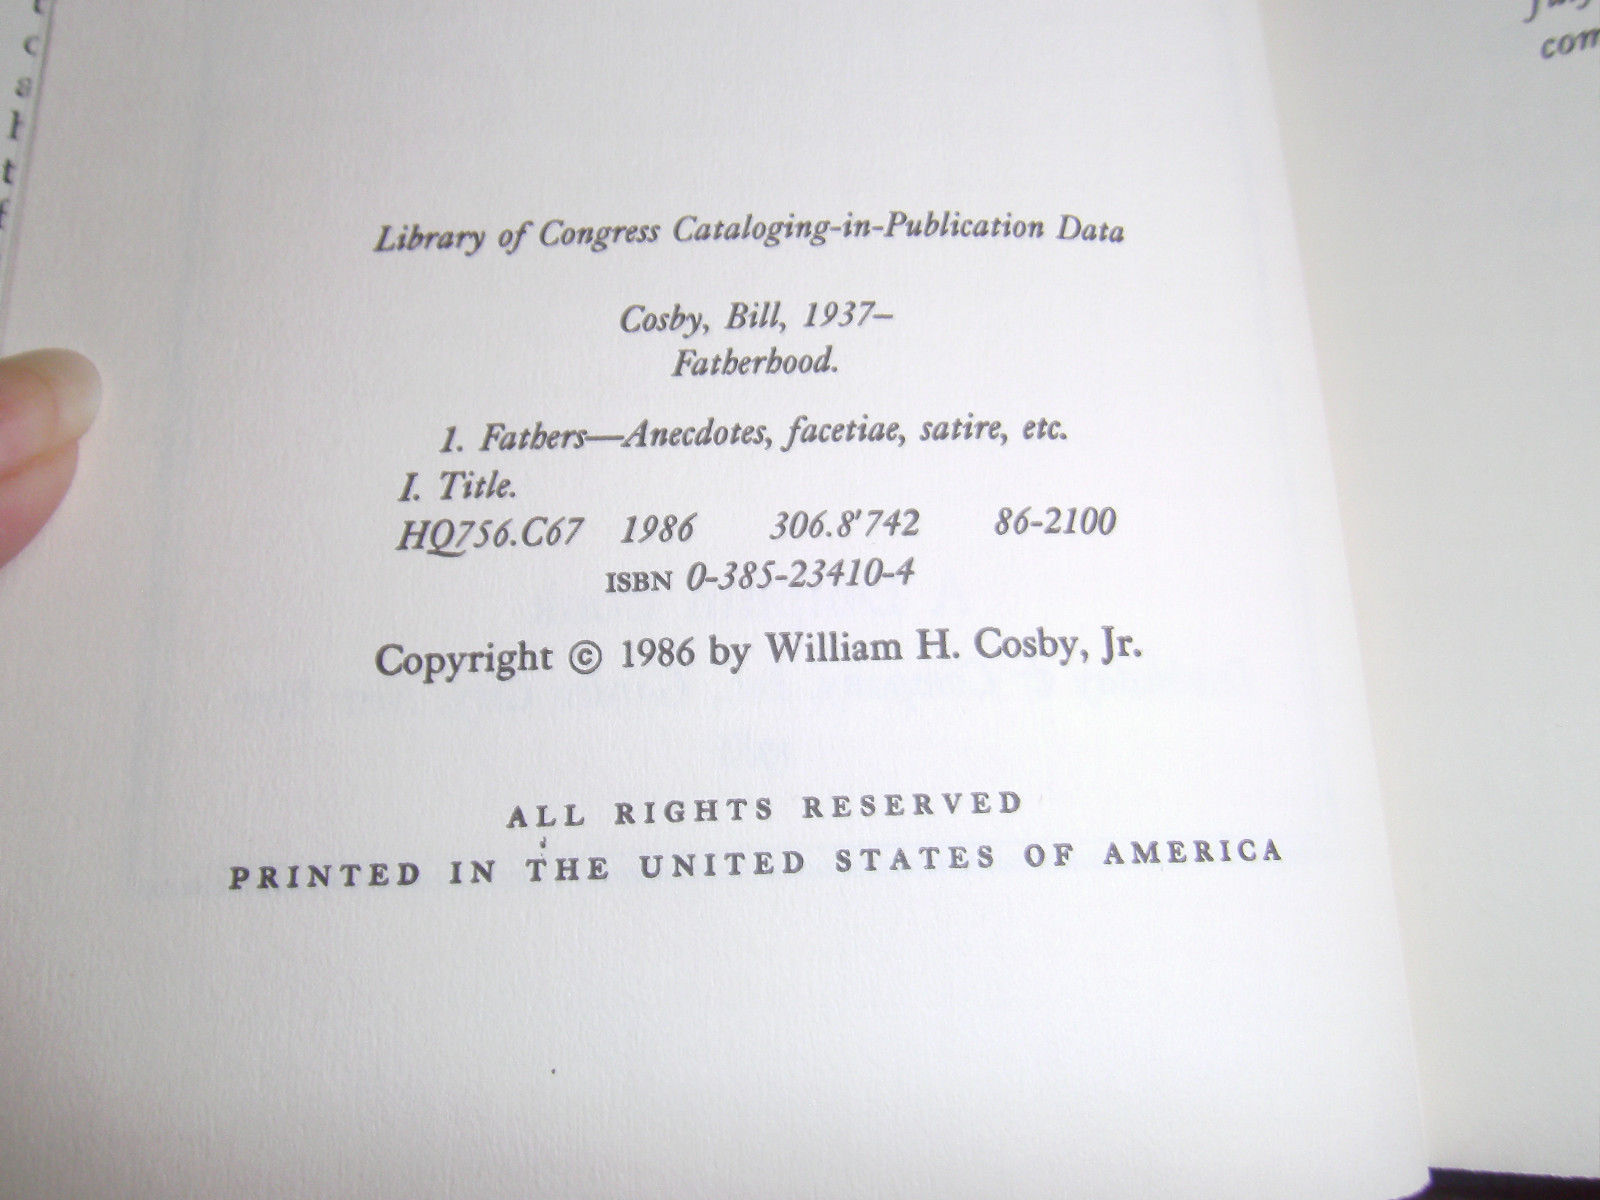 Library of Congress Cataloging-in-Publication Data
Cosby, Bill, 1937–
Fatherhood.
1. Fathers—Anecdotes, facetiae, satire, etc.
I. Title.
HQ756.C67 1986 306.8'742 86-2100
ISBN 0-385-23410-4
Copyright © 1986 by William H. Cosby, Jr.
ALL RIGHTS RESERVED
PRINTED IN THE UNITED STATES OF AMERICA